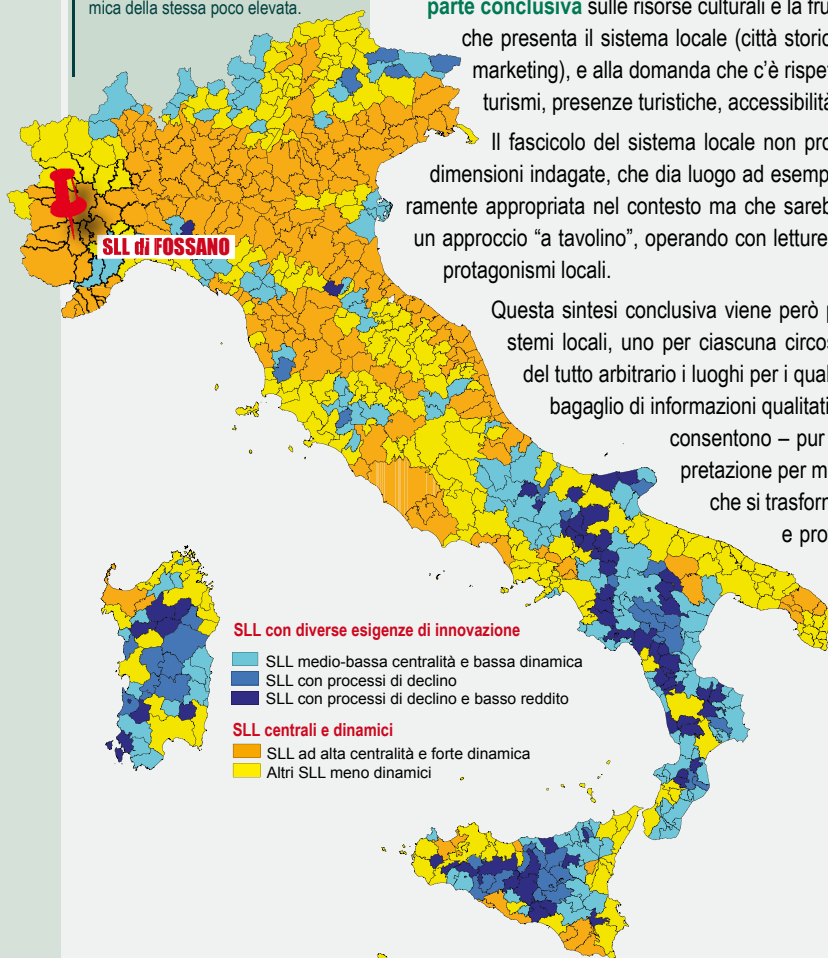 mica della stessa poco elevata.
parte conclusiva sulle risorse culturali e la fru
che presenta il sistema locale (città storic
marketing), e alla domanda che c'è rispet
turismi, presenze turistiche, accessibilità
Il fascicolo del sistema locale non pro
dimensioni indagate, che dia luogo ad esemp
ramente appropriata nel contesto ma che sareb
un approccio "a tavolino", operando con letture
protagonismi locali.
Questa sintesi conclusiva viene però p
stemi locali, uno per ciascuna circos
del tutto arbitrario i luoghi per i qual
bagaglio di informazioni qualitati
consentono – pur
pretazione per m
che si trasform
e pro
SLL di FOSSANO
SLL con diverse esigenze di innovazione
SLL medio-bassa centralità e bassa dinamica
SLL con processi di declino
SLL con processi di declino e basso reddito
SLL centrali e dinamici
SLL ad alta centralità e forte dinamica
Altri SLL meno dinamici